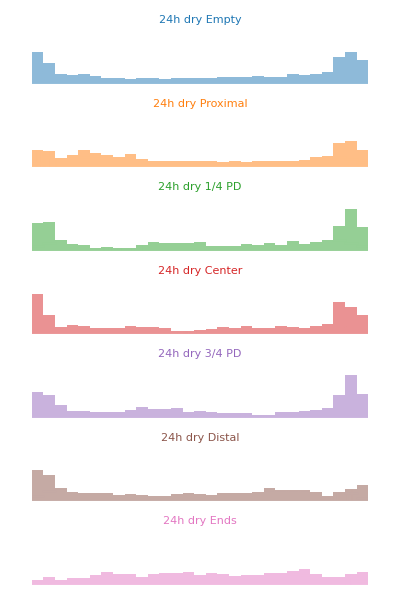 24h dry Empty
24h dry Proximal
24h dry 1/4 PD
24h dry Center
24h dry 3/4 PD
24h dry Distal
24h dry Ends